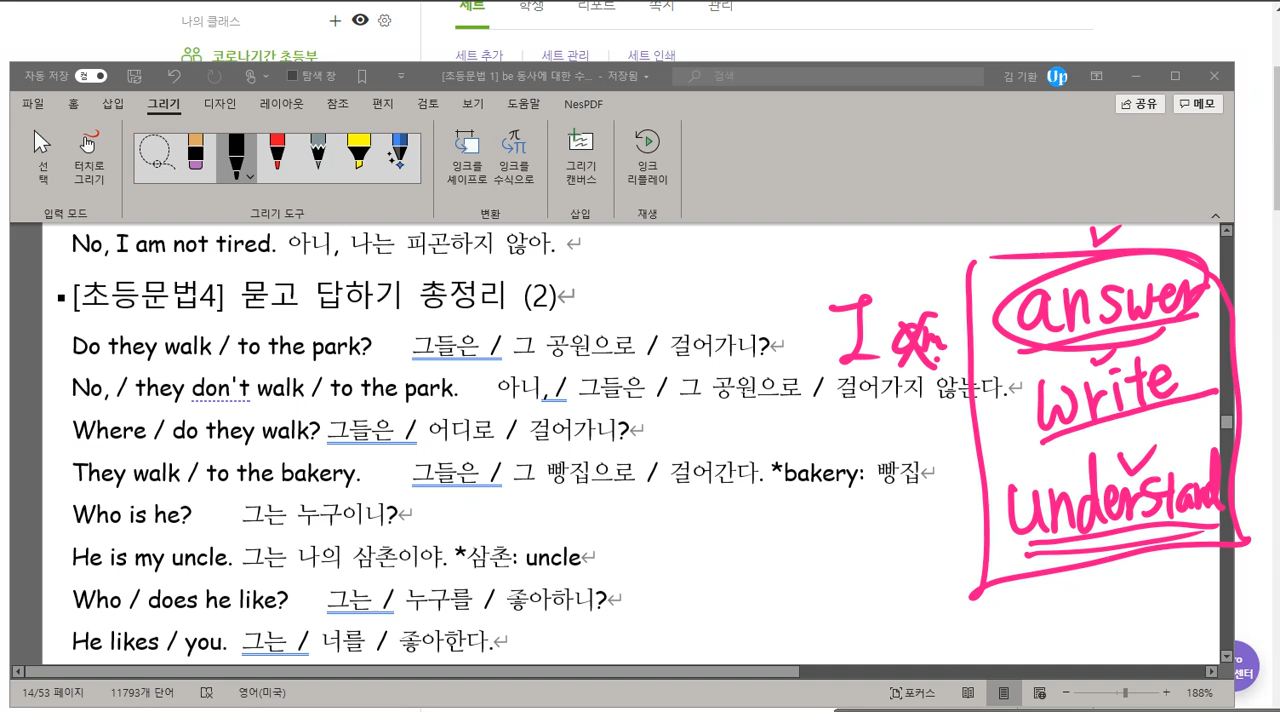 나의 클래스
세트 학생 리포트 쪽지 관리
코로나기간 초등부
세트 추가 세트 관리 세트 인쇄
자동 저장 컴 탐색 창 [초등문법 1] be 동사에 대한 수... - 저장됨 검색 김 기환 Up
파일 홈 삽입 그리기 디자인 레이아웃 참조 편지 검토 보기 도움말 NesPDF 공유 메모
선택
터치로 그리기
잉크를 셰이프로
잉크를 수식으로
그리기 캔버스
잉크 리플레이
입력 모드 그리기 도구 변환 삽입 재생
No, I am not tired. 아니, 나는 피곤하지 않아.
[초등문법4] 묻고 답하기 총정리 (2)
Do they walk / to the park? 그들은 / 그 공원으로 / 걸어가니?
No, / they don't walk / to the park. 아니, / 그들은 / 그 공원으로 / 걸어가지 않는다.
Where / do they walk? 그들은 / 어디로 / 걸어가니?
They walk / to the bakery. 그들은 / 그 빵집으로 / 걸어간다. *bakery: 빵집
Who is he? 그는 누구이니?
He is my uncle. 그는 나의 삼촌이야. *삼촌: uncle
Who / does he like? 그는 / 누구를 / 좋아하니?
He likes / you. 그는 / 너를 / 좋아한다.
I
answer
write
understand
센터
14/53 페이지 11793개 단어 영어(미국) 포커스 188%